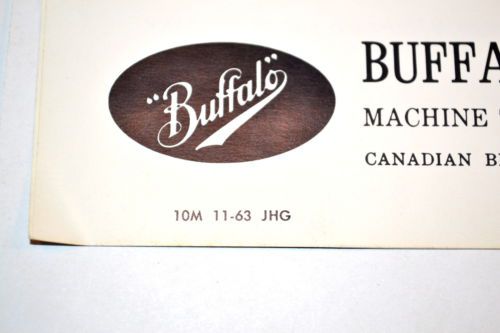 "Buffalo"
BUFFA
MACHINE
CANADIAN B
10M 11-63 JHG